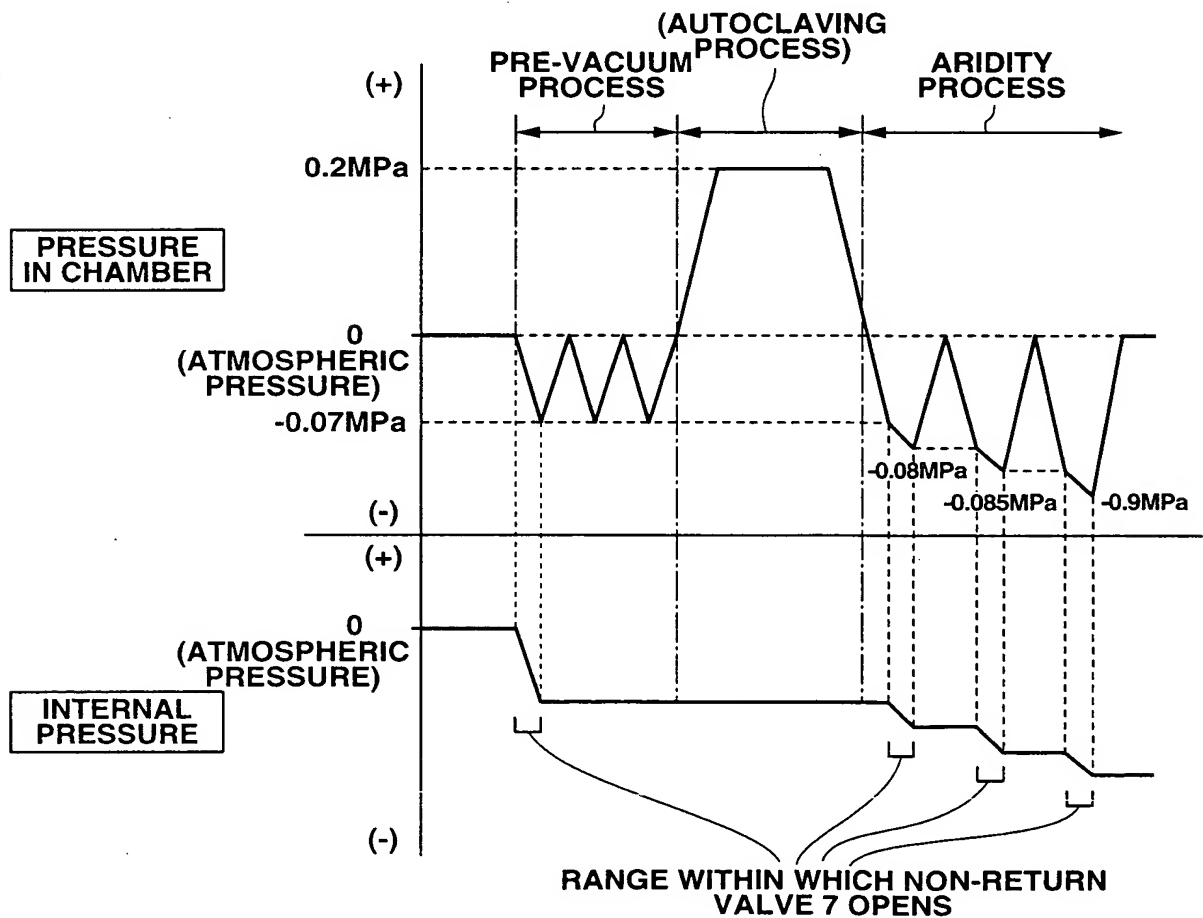 (AUTOCLAVING
PROCESS)
PRE-VACUUM
PROCESS
ARIDITY
PROCESS
(+)
0.2MPa
PRESSURE
IN CHAMBER
0
(ATMOSPHERIC
PRESSURE)
-0.07MPa
-0.08MPa
-0.085MPa
-0.9MPa
(-)
(+)
0
(ATMOSPHERIC
PRESSURE)
INTERNAL
PRESSURE
(-)
RANGE WITHIN WHICH NON-RETURN
VALVE 7 OPENS